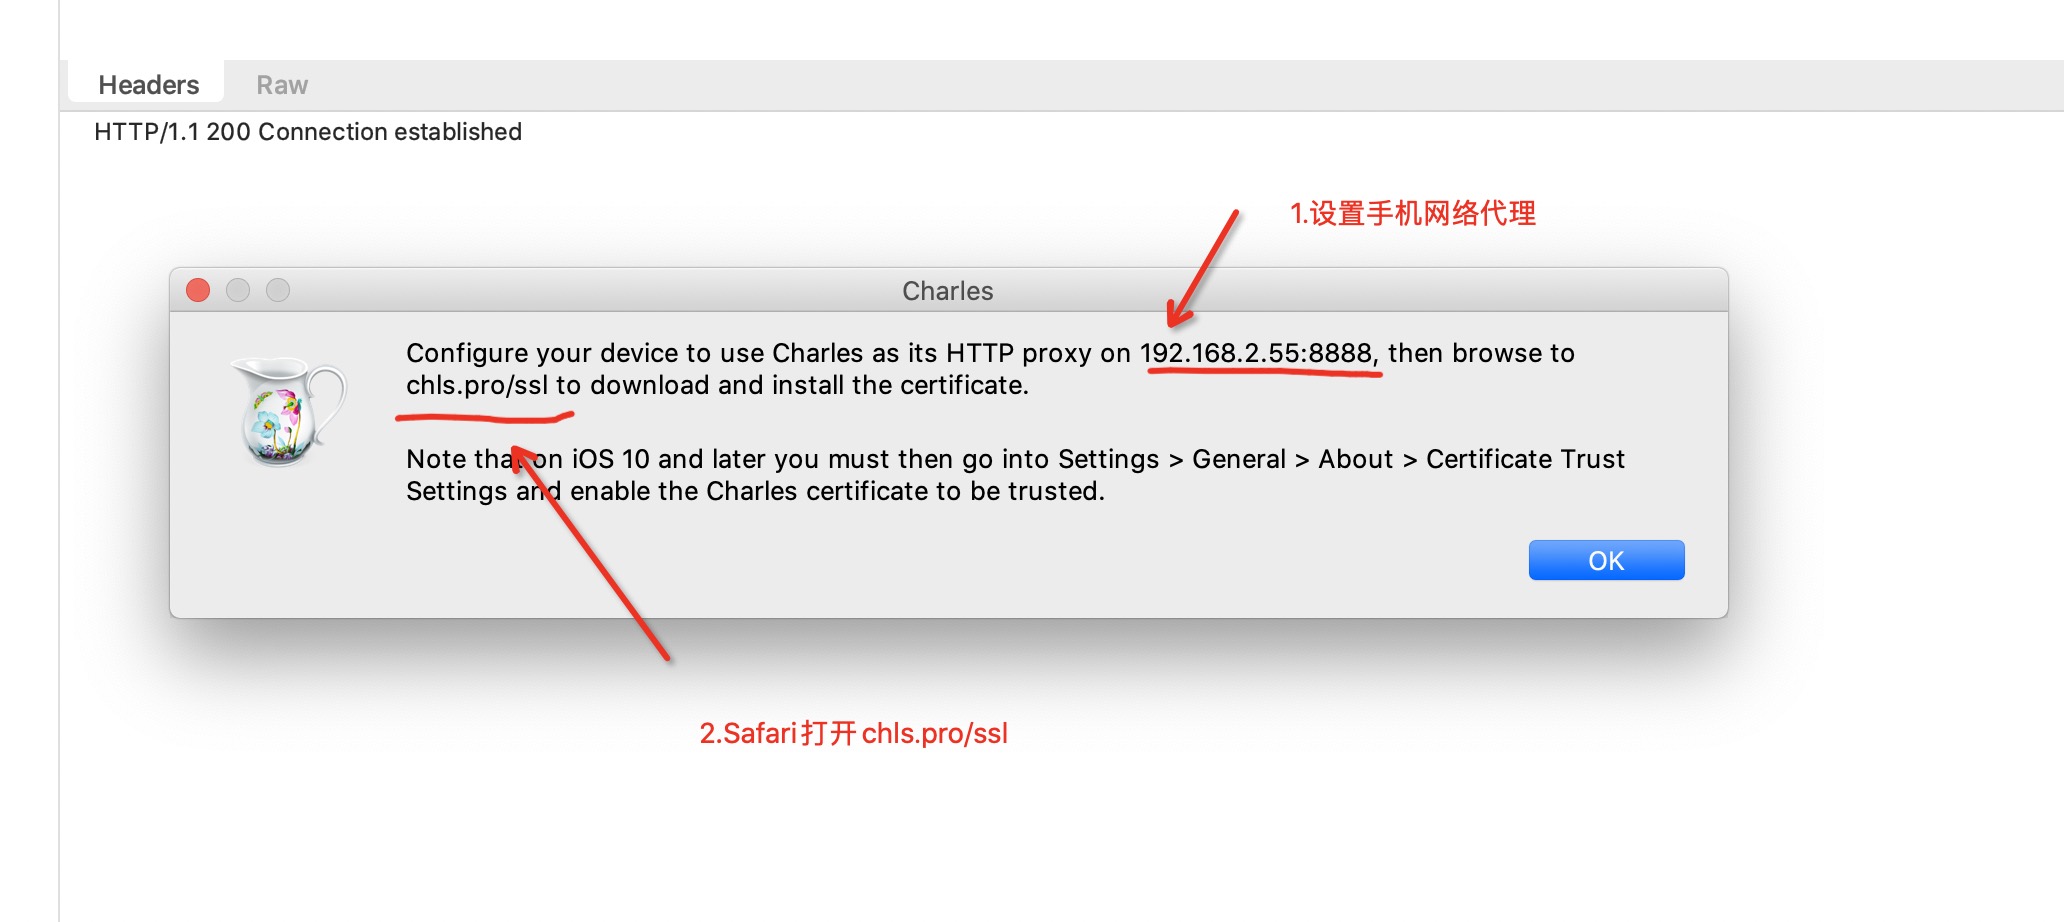 Headers Raw
HTTP/1.1 200 Connection established
1.设置手机网络代理
Charles
Configure your device to use Charles as its HTTP proxy on 192.168.2.55:8888, then browse to
chls.pro/ssl to download and install the certificate.
Note that on iOS 10 and later you must then go into Settings > General > About > Certificate Trust
Settings and enable the Charles certificate to be trusted.
OK
2.Safari打开chls.pro/ssl